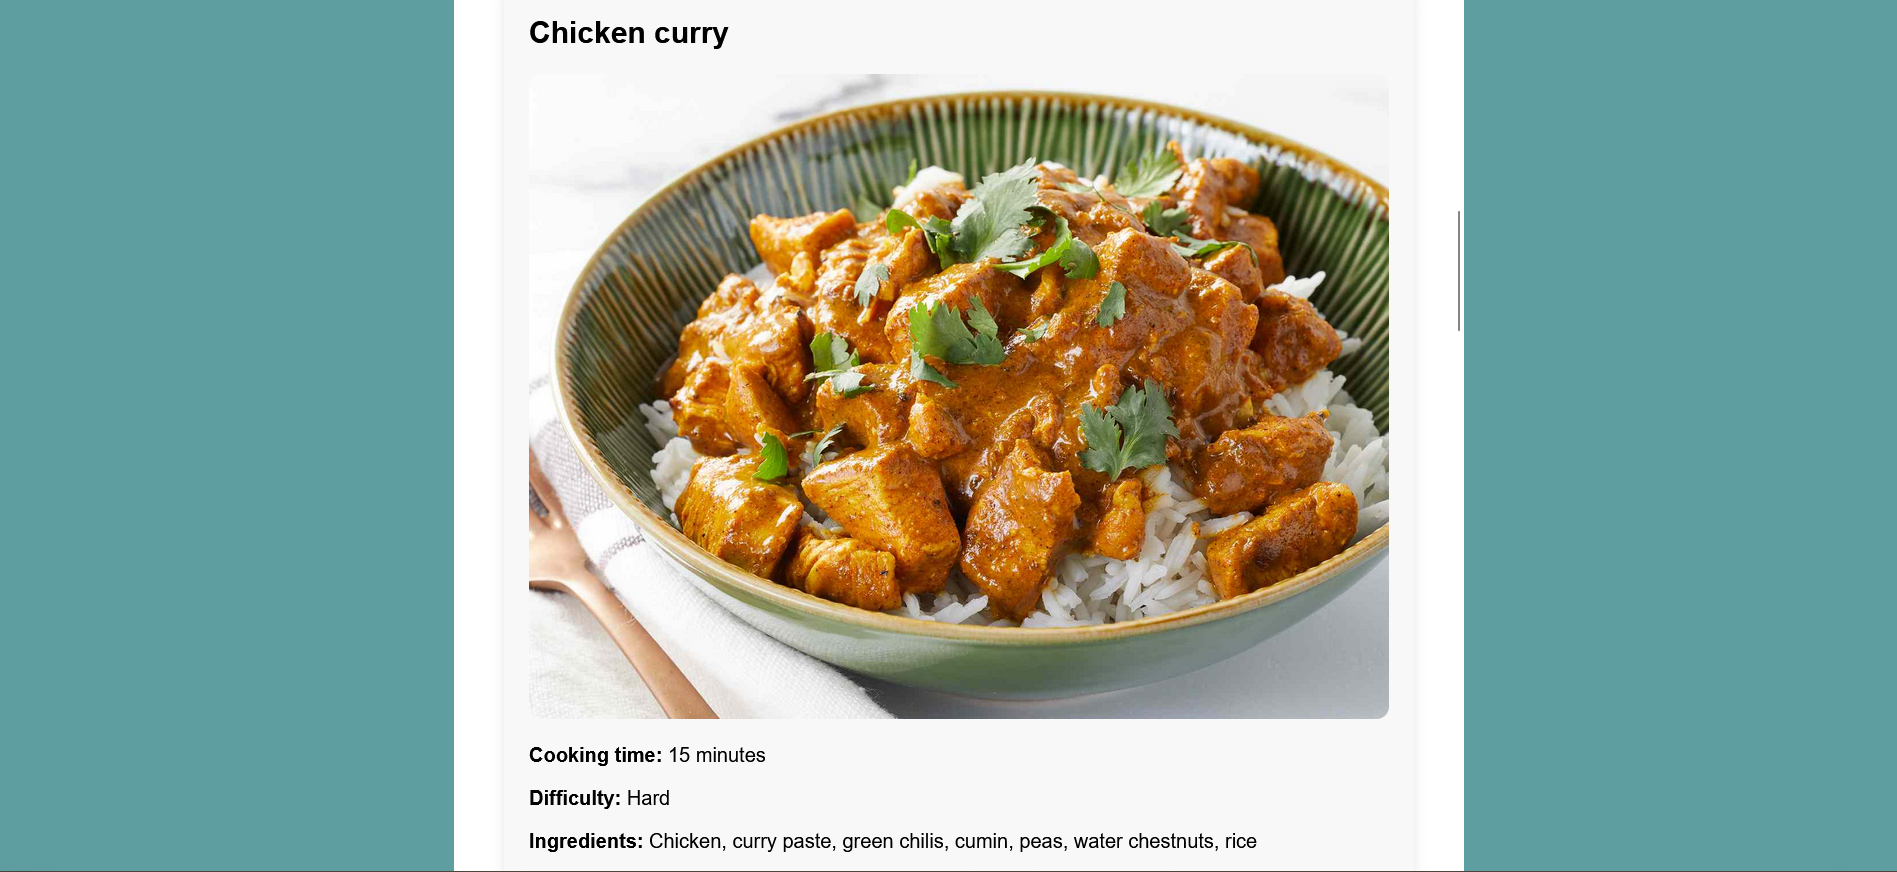 Chicken curry
Cooking time: 15 minutes
Difficulty: Hard
Ingredients: Chicken, curry paste, green chilis, cumin, peas, water chestnuts, rice